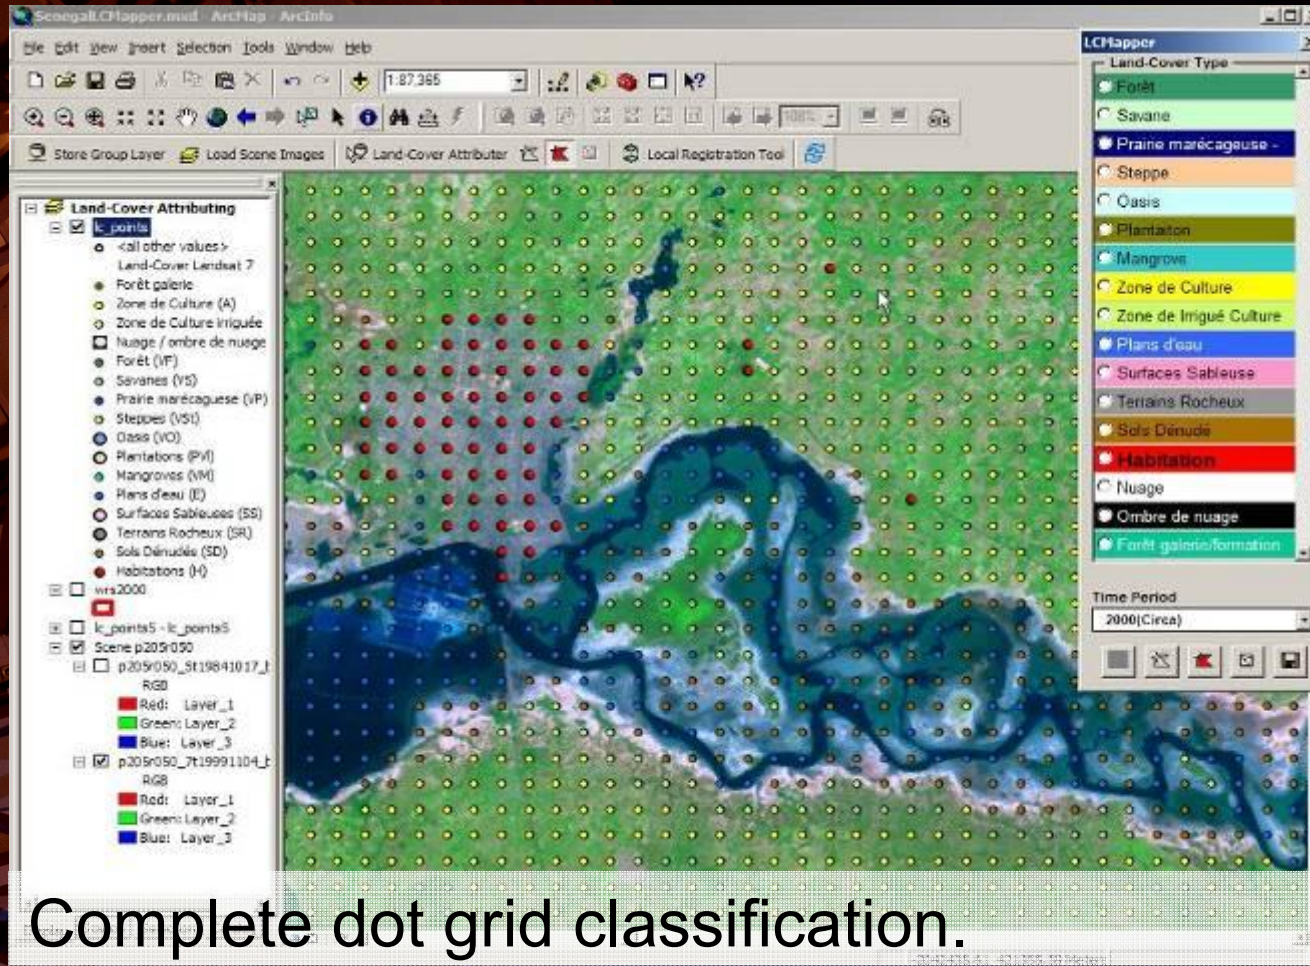 SenegalLCMapper.mxd - ArcMap - ArcInfo
File Edit View Insert Selection Tools Window Help
1:87,365
100%
Store Group Layer Load Scene Images Land-Cover Attributer Local Registration Tool
Land-Cover Attributing
lc_points
<all other values>
Land-Cover Landsat 7
Forêt galerie
Zone de Culture (A)
Zone de Culture irriguée
Nuage / ombre de nuage
Forêt (VF)
Savanes (VS)
Prairie marécaguese (VP)
Steppes (VSt)
Oasis (VO)
Plantations (PVl)
Mangroves (VM)
Plans d'eau (E)
Surfaces Sableuses (SS)
Terrains Rocheux (SR)
Sols Dénudés (SD)
Habitations (H)
wrs2000
lc_points5 - lc_points5
Scene p205r050
p205r050_5t19841017_b
RGB
Red: Layer_1
Green: Layer_2
Blue: Layer_3
p205r050_7t19991104_b
RGB
Red: Layer_1
Green: Layer_2
Blue: Layer_3
LCMapper
Land-Cover Type
Forêt
Savane
Prairie marécageuse -
Steppe
Oasis
Plantaiton
Mangrove
Zone de Culture
Zone de Irrigué Culture
Plans d'eau
Surfaces Sableuse
Terrains Rocheux
Sols Dénudé
Habitation
Nuage
Ombre de nuage
Forêt galerie/formation
Time Period
2000(Circa)
Complete dot grid classification.